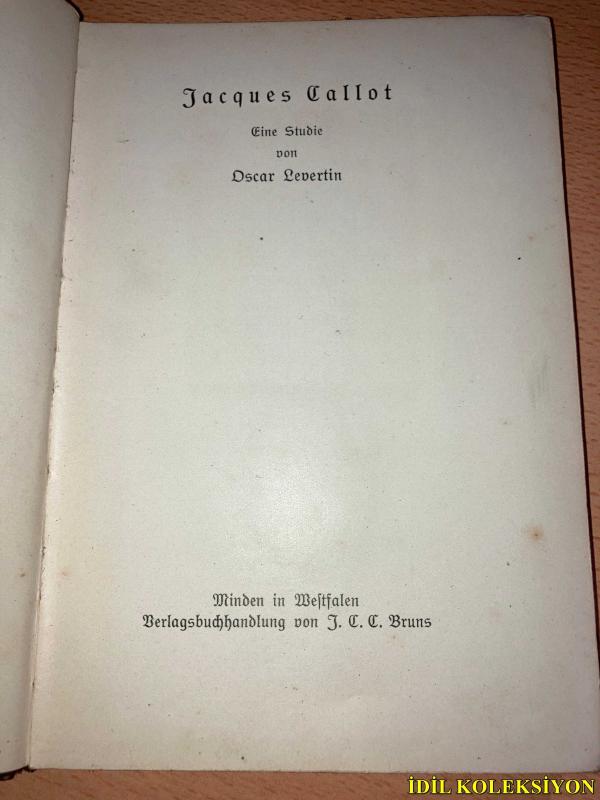 Jacques Callot
Eine Studie
von
Oscar Levertin
Minden in Westfalen
Verlagsbuchhandlung von J. C. C. Bruns
İDİL KOLEKSİYON